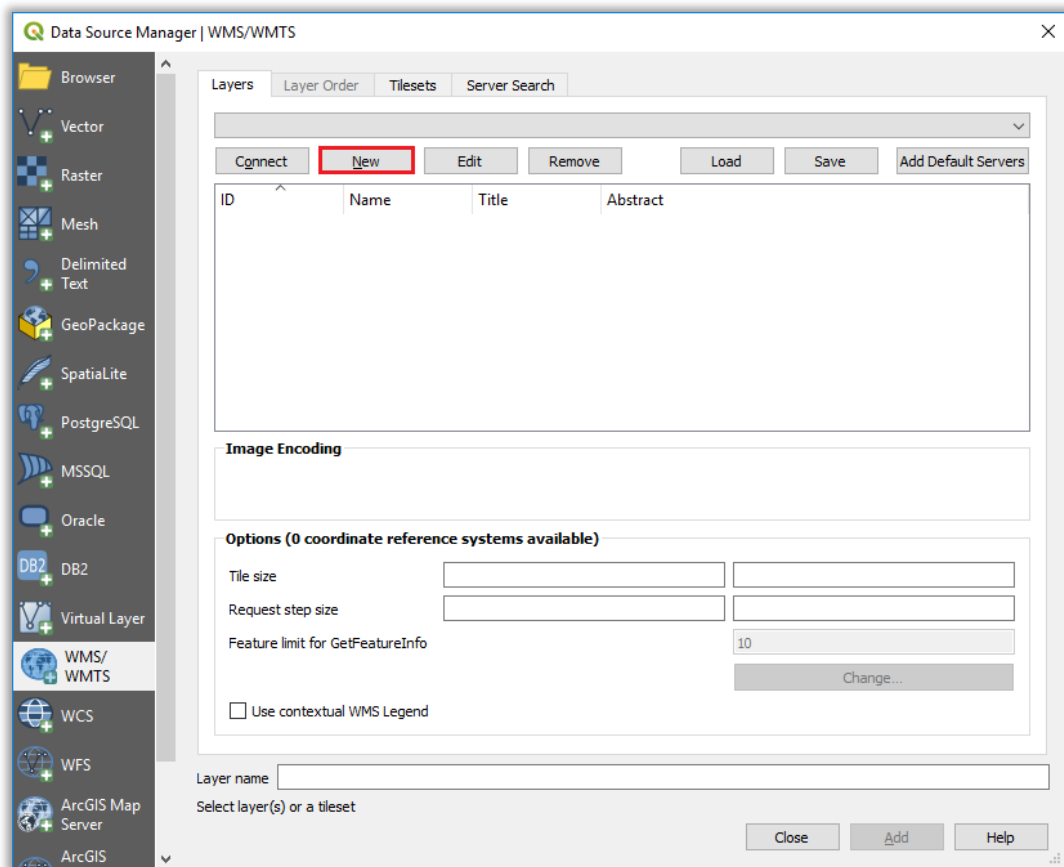 Data Source Manager | WMS/WMTS
Browser
Vector
Raster
Mesh
Delimited
Text
GeoPackage
SpatiaLite
PostgreSQL
MSSQL
Oracle
DB2
DB2
Virtual Layer
WMS/
WMTS
WCS
WFS
ArcGIS Map
Server
ArcGIS
Layers Layer Order Tilesets Server Search
Connect New Edit Remove Load Save Add Default Servers
ID Name Title Abstract
Image Encoding
Options (0 coordinate reference systems available)
Tile size
Request step size
Feature limit for GetFeatureInfo 10
Change...
Use contextual WMS Legend
Layer name
Select layer(s) or a tileset
Close Add Help